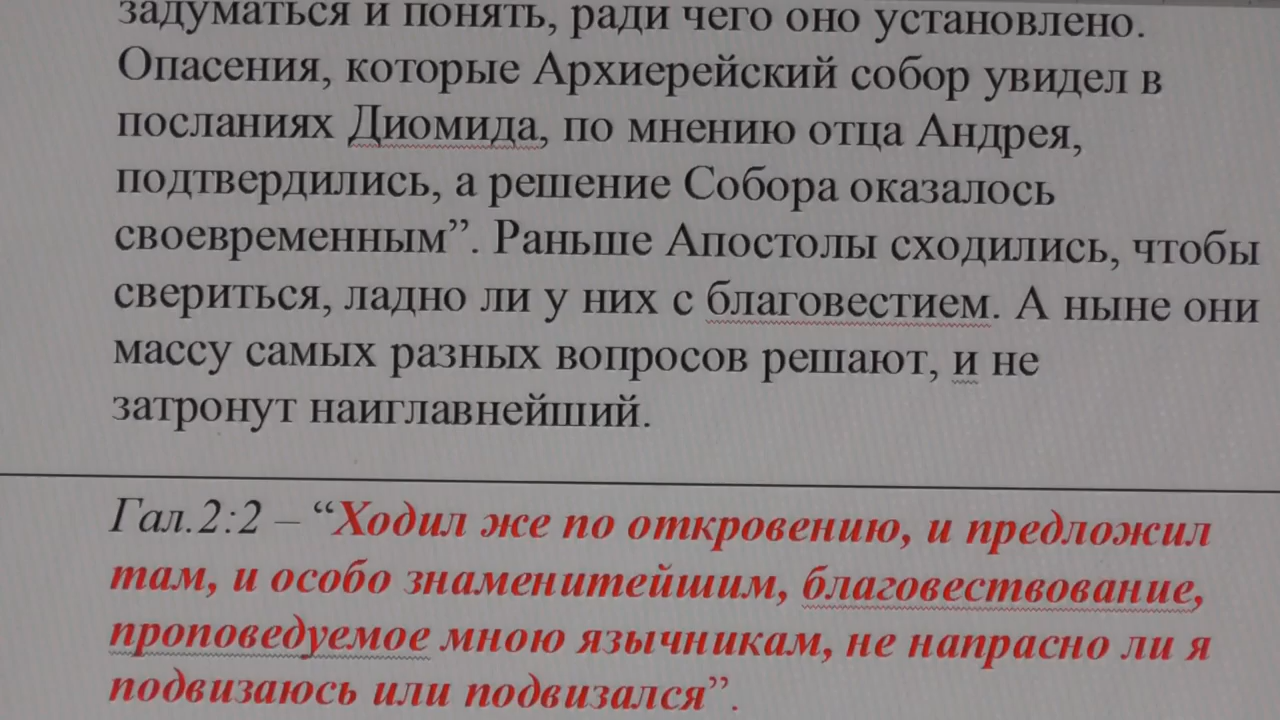 задуматься и понять, ради чего оно установлено.
Опасения, которые Архиерейский собор увидел в
посланиях Диомида, по мнению отца Андрея,
подтвердились, а решение Собора оказалось
своевременным”. Раньше Апостолы сходились, чтобы
свериться, ладно ли у них с благовестием. А ныне они
массу самых разных вопросов решают, и не
затронут наиглавнейший.
Гал.2:2 – “Ходил же по откровению, и предложил
там, и особо знаменитейшим, благовествование,
проповедуемое мною язычникам, не напрасно ли я
подвизаюсь или подвизался”.